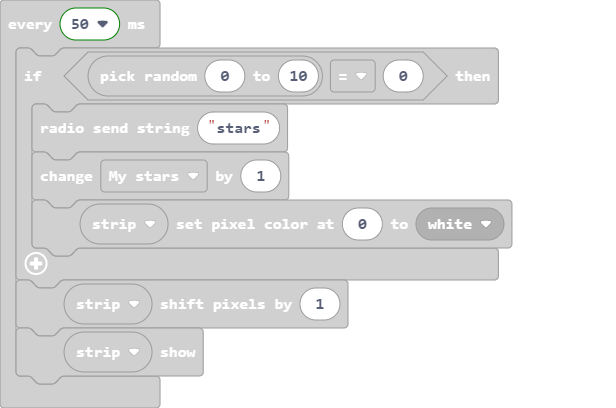 every 50 ms
if pick random 0 to 10 = 0 then
radio send string "stars"
change My stars by 1
strip set pixel color at 0 to white
strip shift pixels by 1
strip show